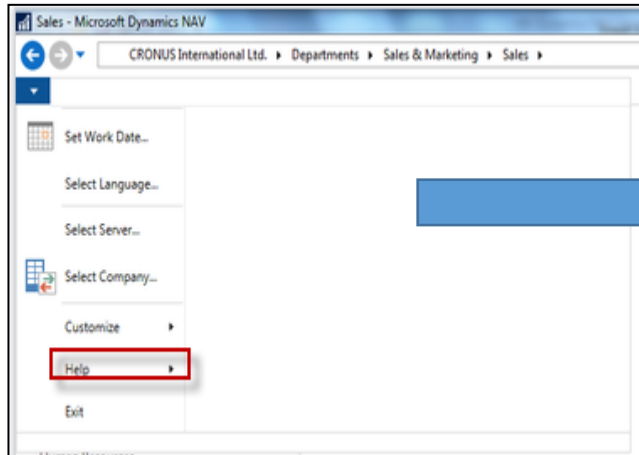 Sales - Microsoft Dynamics NAV
CRONUS International Ltd. ▸ Departments ▸ Sales & Marketing ▸ Sales ▸
Set Work Date...
Select Language...
Select Server...
Select Company...
Customize
Help
Exit